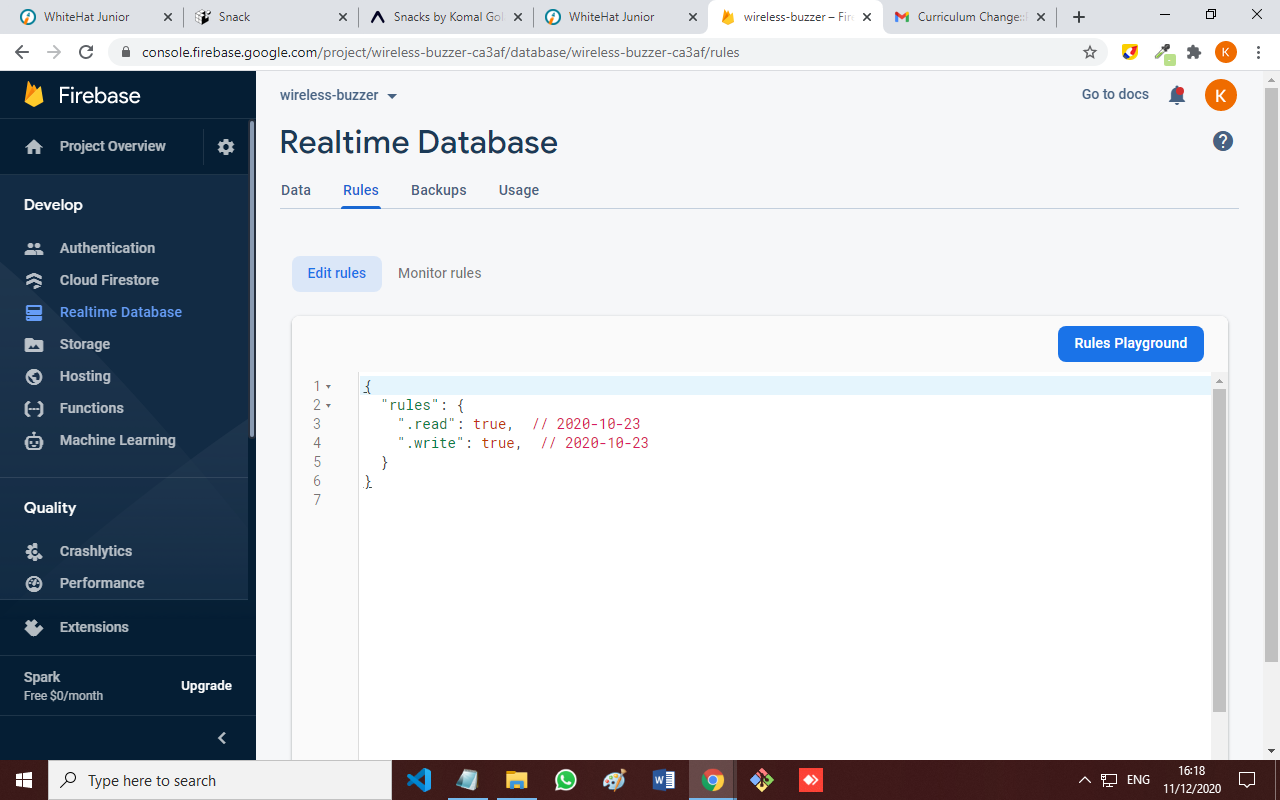 WhiteHat Junior
Snack
Snacks by Komal Gol
WhiteHat Junior
wireless-buzzer – Fire
Curriculum Change::
console.firebase.google.com/project/wireless-buzzer-ca3af/database/wireless-buzzer-ca3af/rules
K
Firebase
wireless-buzzer
Go to docs
K
Project Overview
Realtime Database
?
Data
Rules
Backups
Usage
Develop
Authentication
Cloud Firestore
Realtime Database
Storage
Hosting
Functions
Machine Learning
Edit rules
Monitor rules
Rules Playground
1 {
2 "rules": {
3 ".read": true, // 2020-10-23
4 ".write": true, // 2020-10-23
5 }
6 }
7
Quality
Crashlytics
Performance
Extensions
Spark
Free $0/month
Upgrade
Type here to search
ENG
16:18
11/12/2020